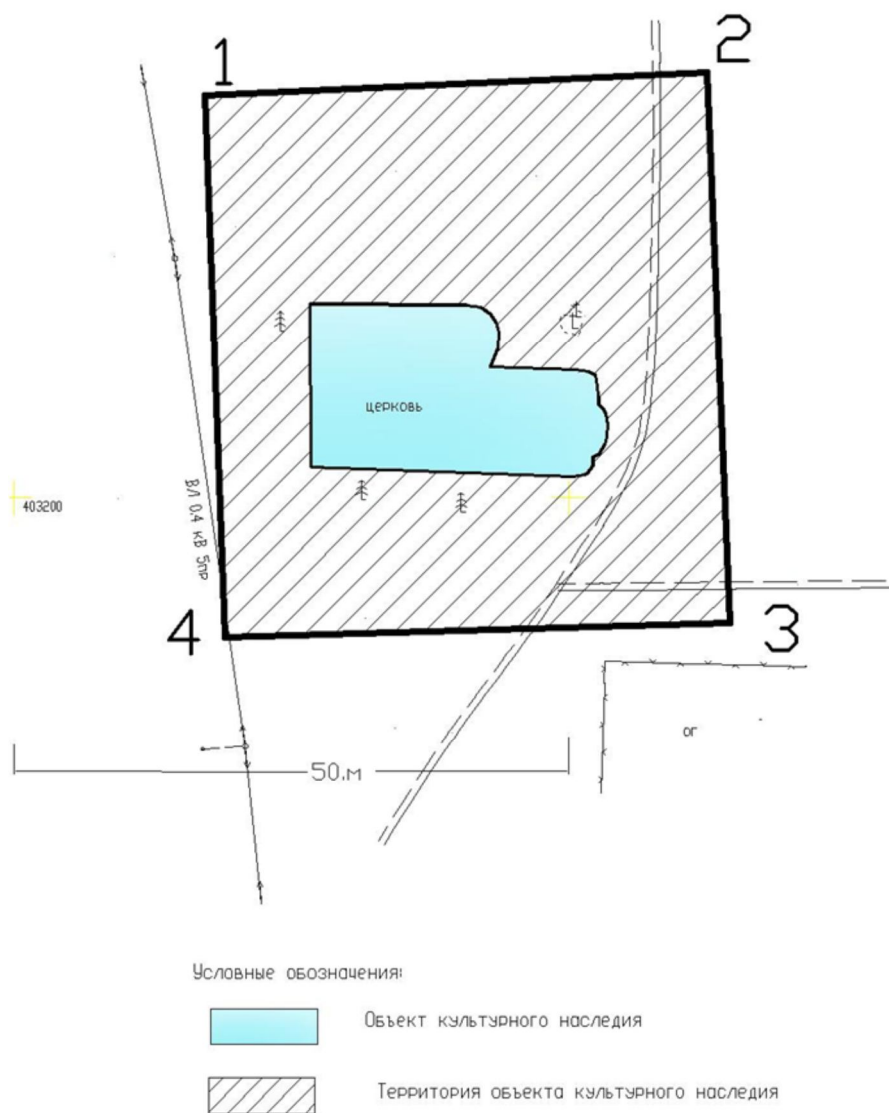 1
2
церковь
403200
ВЛ 0,4 кВ 5пр
4
3
ог
50.м
Условные обозначения:
Объект культурного наследия
Территория объекта культурного наследия